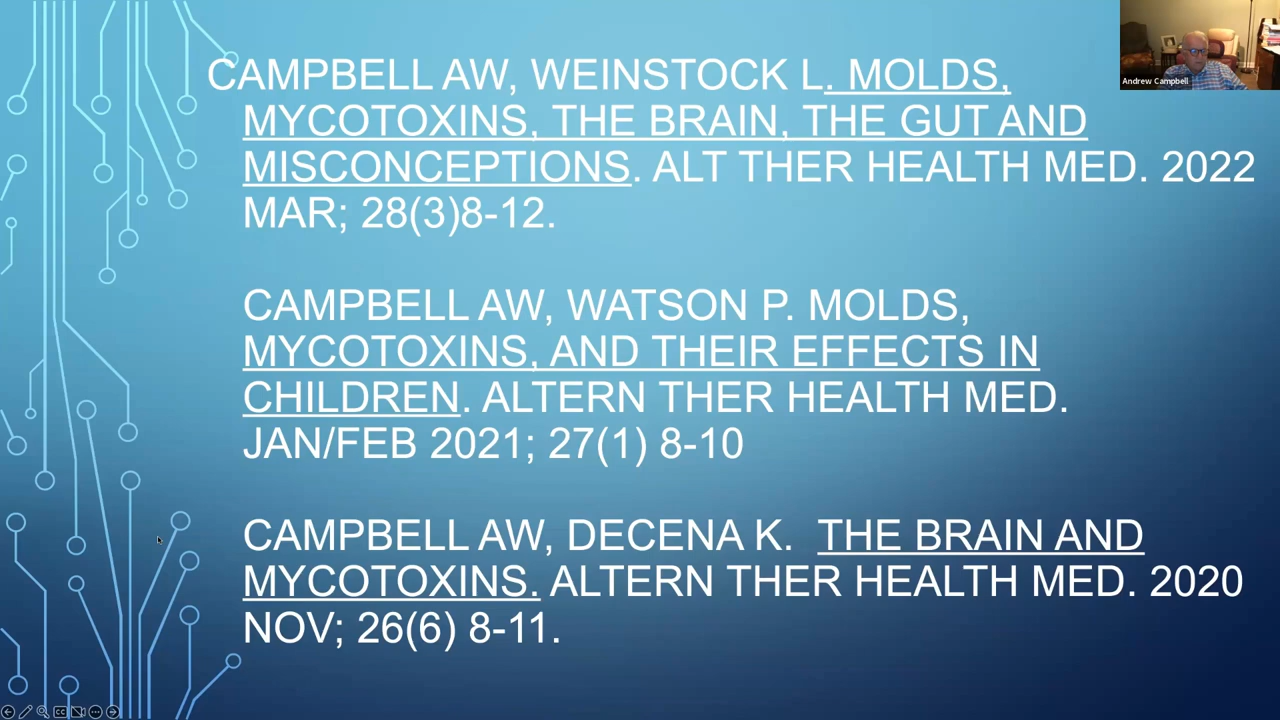 CAMPBELL AW, WEINSTOCK L. MOLDS,
MYCOTOXINS, THE BRAIN, THE GUT AND
MISCONCEPTIONS. ALT THER HEALTH MED. 2022
MAR; 28(3)8-12.
CAMPBELL AW, WATSON P. MOLDS,
MYCOTOXINS, AND THEIR EFFECTS IN
CHILDREN. ALTERN THER HEALTH MED.
JAN/FEB 2021; 27(1) 8-10
CAMPBELL AW, DECENA K. THE BRAIN AND
MYCOTOXINS. ALTERN THER HEALTH MED. 2020
NOV; 26(6) 8-11.
Andrew Campbell